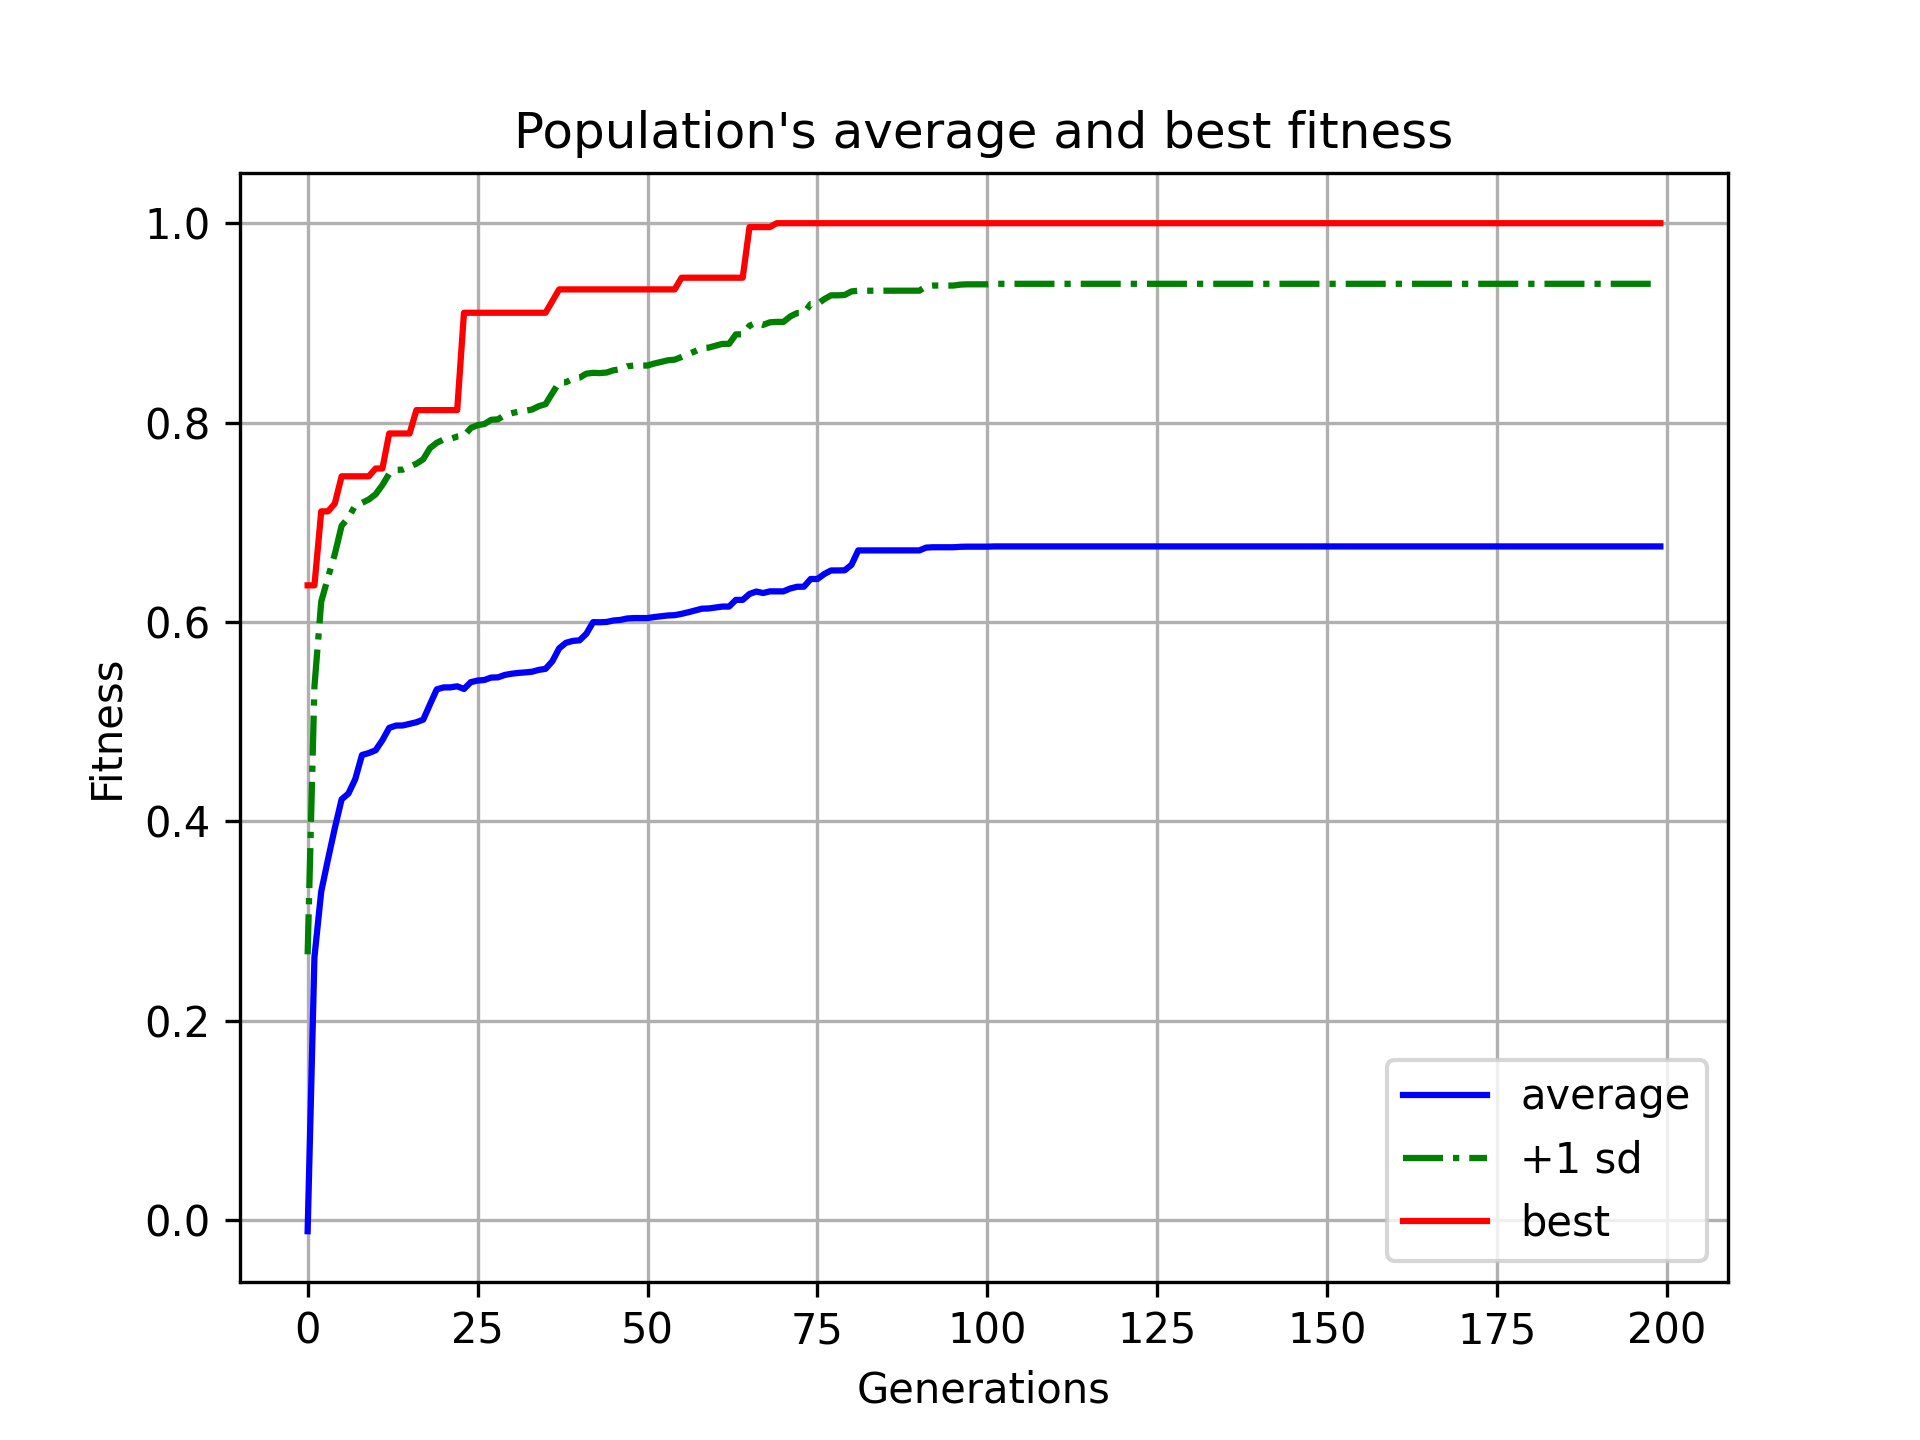 Population's average and best fitness
1.0
0.8
0.6
0.4
0.2
0.0
Fitness
average
+1 sd
best
0 25 50 75 100 125 150 175 200
Generations